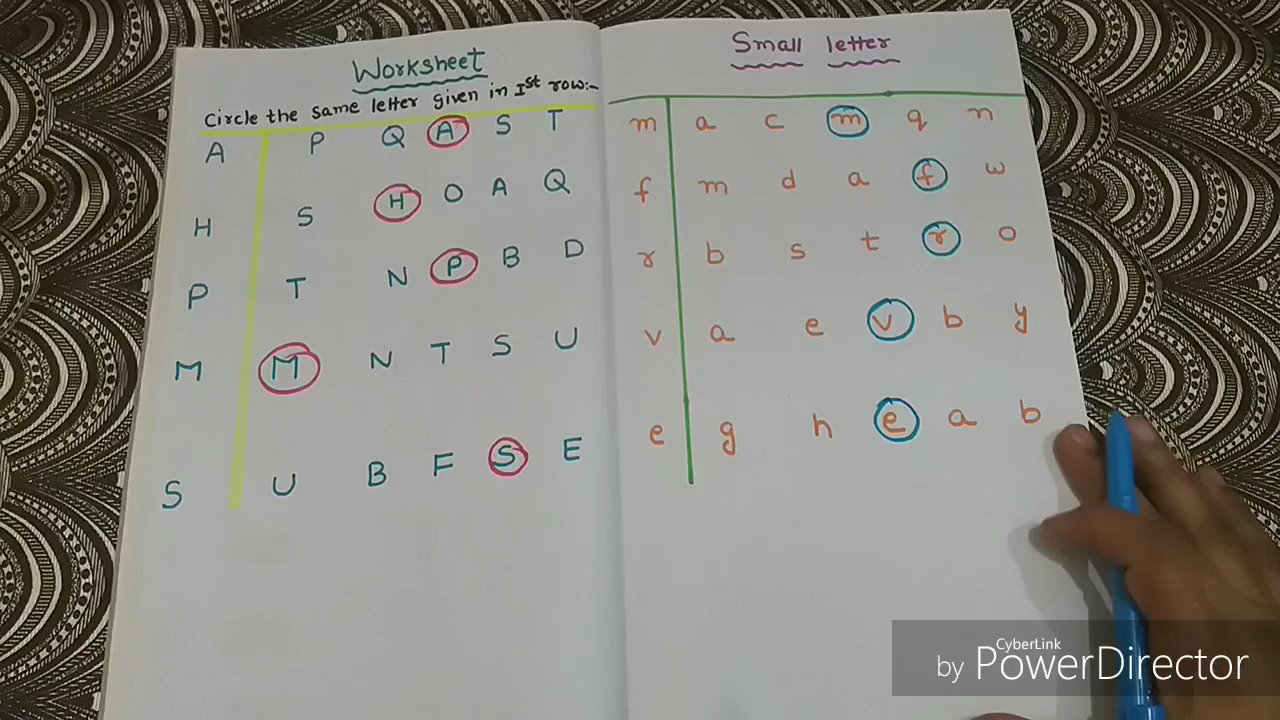 Worksheet
Circle the same letter given in Ist row:-
A P Q A S T
H S H O A Q
P T N P B D
M M N T S U
S U B F S E
Small letter
m a c m q n
f m d a f w
r b s t r o
v a e v b y
e g h e a b
CyberLink
by PowerDirector